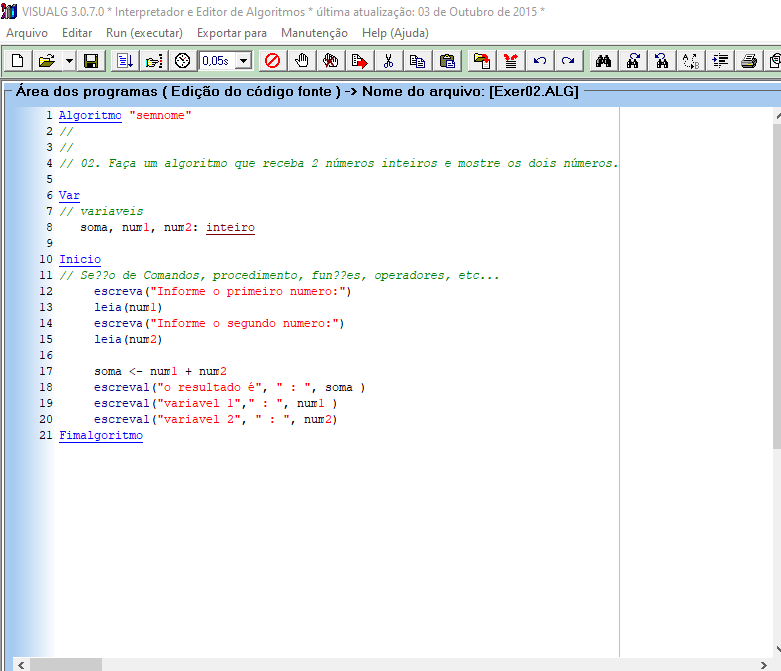 VISUALG 3.0.7.0 * Interpretador e Editor de Algoritmos * última atualização: 03 de Outubro de 2015 *
Arquivo Editar Run (executar) Exportar para Manutenção Help (Ajuda)
0,05s
Área dos programas ( Edição do código fonte ) -> Nome do arquivo: [Exer02.ALG]
1 Algoritmo "semnome"
2 //
3 //
4 // 02. Faça um algoritmo que receba 2 números inteiros e mostre os dois números.
5
6 Var
7 // variaveis
8 soma, num1, num2: inteiro
9
10 Inicio
11 // Se??o de Comandos, procedimento, fun??es, operadores, etc...
12 escreva("Informe o primeiro numero:")
13 leia(num1)
14 escreva("Informe o segundo numero:")
15 leia(num2)
16
17 soma <- num1 + num2
18 escreval("o resultado é", " : ", soma )
19 escreval("variavel 1"," : ", num1 )
20 escreval("variavel 2", " : ", num2)
21 Fimalgoritmo